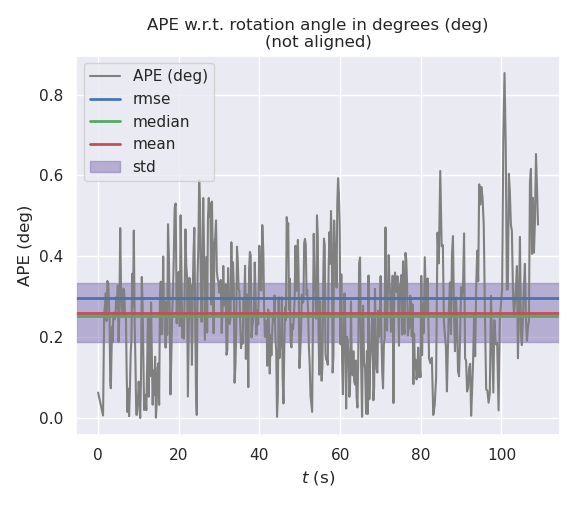 APE w.r.t. rotation angle in degrees (deg)
(not aligned)
APE (deg)
rmse
median
mean
std
APE (deg)
0.8
0.6
0.4
0.2
0.0
0 20 40 60 80 100
t (s)